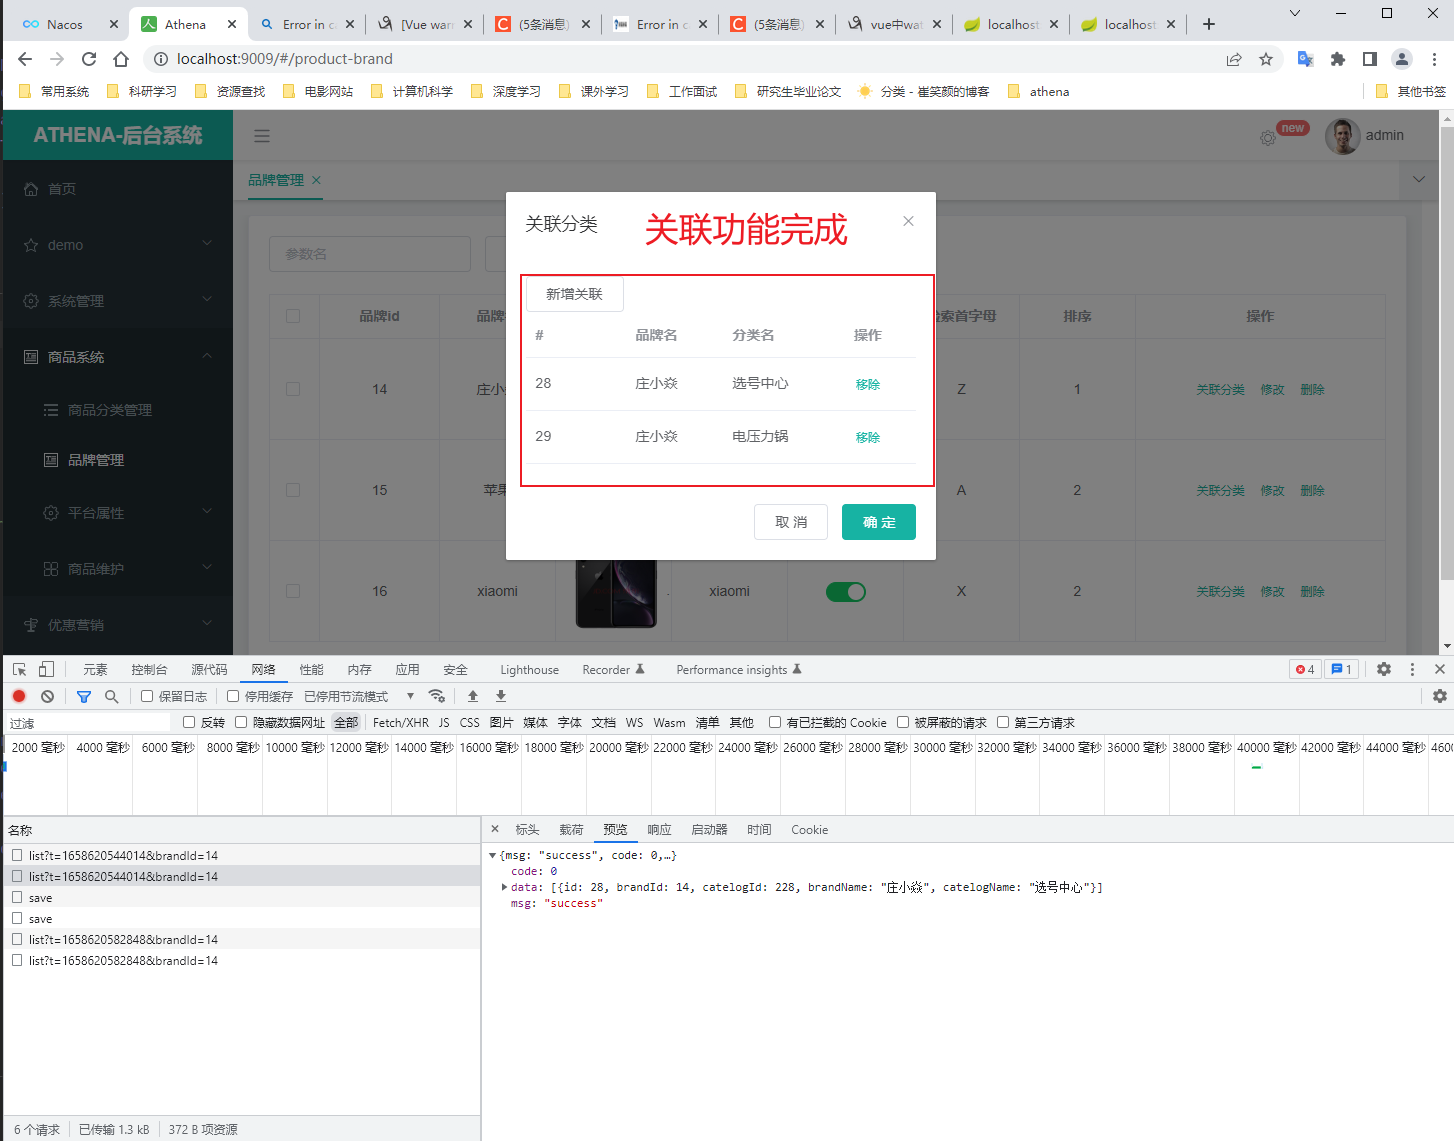 Nacos
Athena
Error in c
[Vue warr
(5条消息)
Error in c
(5条消息)
vue中wat
localhost
localhost
localhost:9009/#/product-brand
常用系统
科研学习
资源查找
电影网站
计算机科学
深度学习
课外学习
工作面试
研究生毕业论文
分类 - 崔笑颜的博客
athena
其他书签
ATHENA-后台系统
new
admin
首页
demo
系统管理
商品系统
商品分类管理
品牌管理
平台属性
商品维护
优惠营销
品牌管理
参数名
关联分类
关联功能完成
新增关联
# 品牌名 分类名 操作
28 庄小焱 选号中心 移除
29 庄小焱 电压力锅 移除
取 消
确 定
品牌id 品牌 索首字母 排序 操作
14 庄小 Z 1 关联分类 修改 删除
15 苹果 A 2 关联分类 修改 删除
16 xiaomi xiaomi X 2 关联分类 修改 删除
元素 控制台 源代码 网络 性能 内存 应用 安全 Lighthouse Recorder Performance insights 4 1
保留日志 停用缓存 已停用节流模式
过滤 反转 隐藏数据网址 全部 Fetch/XHR JS CSS 图片 媒体 字体 文档 WS Wasm 清单 其他 有已拦截的 Cookie 被屏蔽的请求 第三方请求
2000 毫秒 4000 毫秒 6000 毫秒 8000 毫秒 10000 毫秒 12000 毫秒 14000 毫秒 16000 毫秒 18000 毫秒 20000 毫秒 22000 毫秒 24000 毫秒 26000 毫秒 28000 毫秒 30000 毫秒 32000 毫秒 34000 毫秒 36000 毫秒 38000 毫秒 40000 毫秒 42000 毫秒 44000 毫秒 4600
名称
list?t=1658620544014&brandId=14
list?t=1658620544014&brandId=14
save
save
list?t=1658620582848&brandId=14
list?t=1658620582848&brandId=14
6 个请求 已传输 1.3 kB 372 B 项资源
标头 载荷 预览 响应 启动器 时间 Cookie
{msg: "success", code: 0,…}
code: 0
data: [{id: 28, brandId: 14, catelogId: 228, brandName: "庄小焱", catelogName: "选号中心"}]
msg: "success"